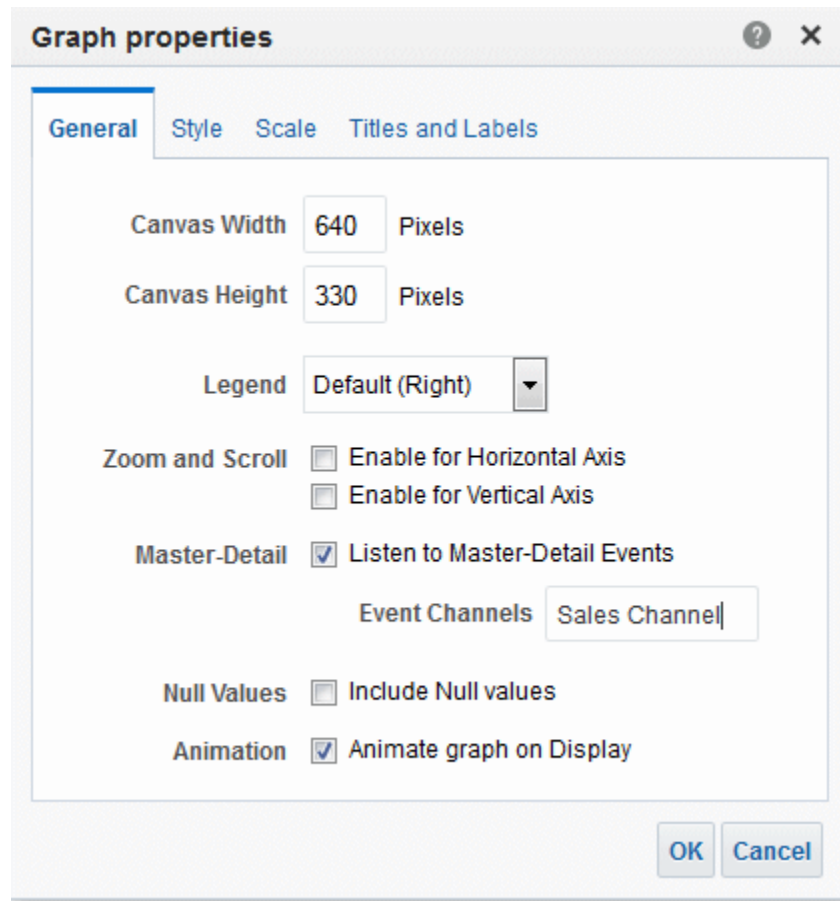 Graph properties
General Style Scale Titles and Labels
Canvas Width 640 Pixels
Canvas Height 330 Pixels
Legend Default (Right)
Zoom and Scroll Enable for Horizontal Axis
Enable for Vertical Axis
Master-Detail Listen to Master-Detail Events
Event Channels Sales Channel
Null Values Include Null values
Animation Animate graph on Display
OK Cancel